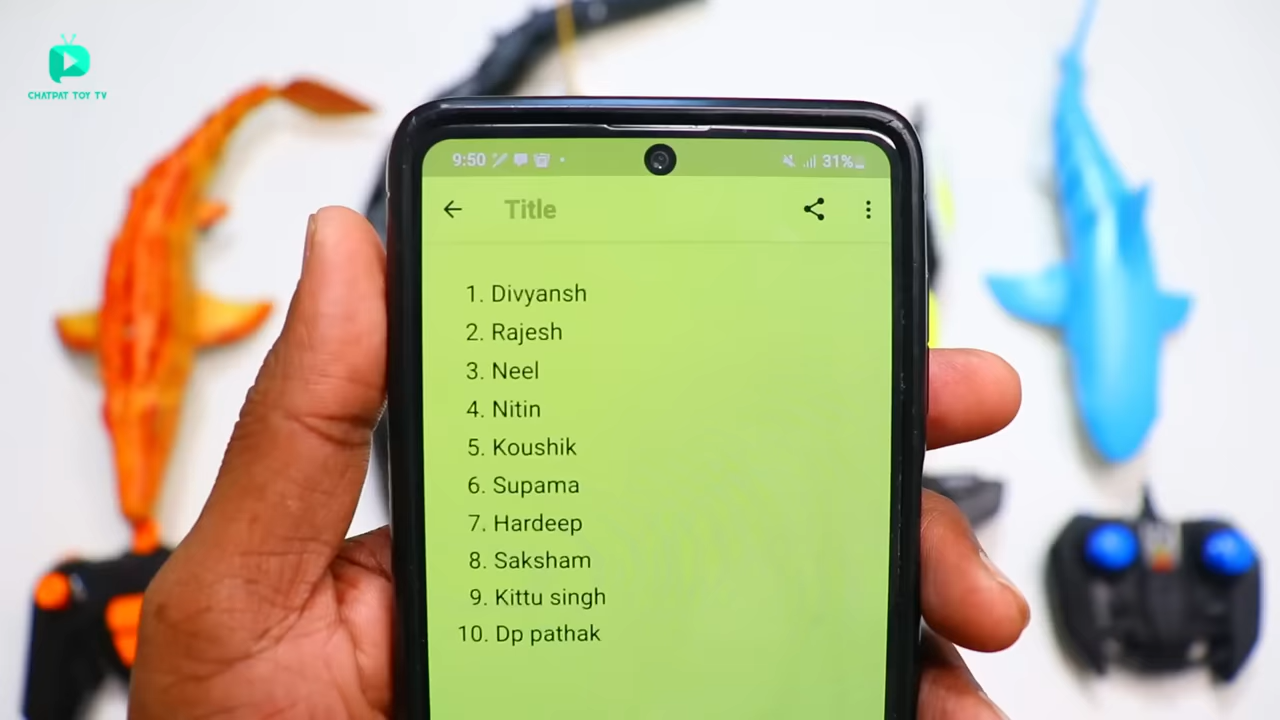 CHATPAT TOY TV
9:50
31%
Title
1. Divyansh
2. Rajesh
3. Neel
4. Nitin
5. Koushik
6. Supama
7. Hardeep
8. Saksham
9. Kittu singh
10. Dp pathak